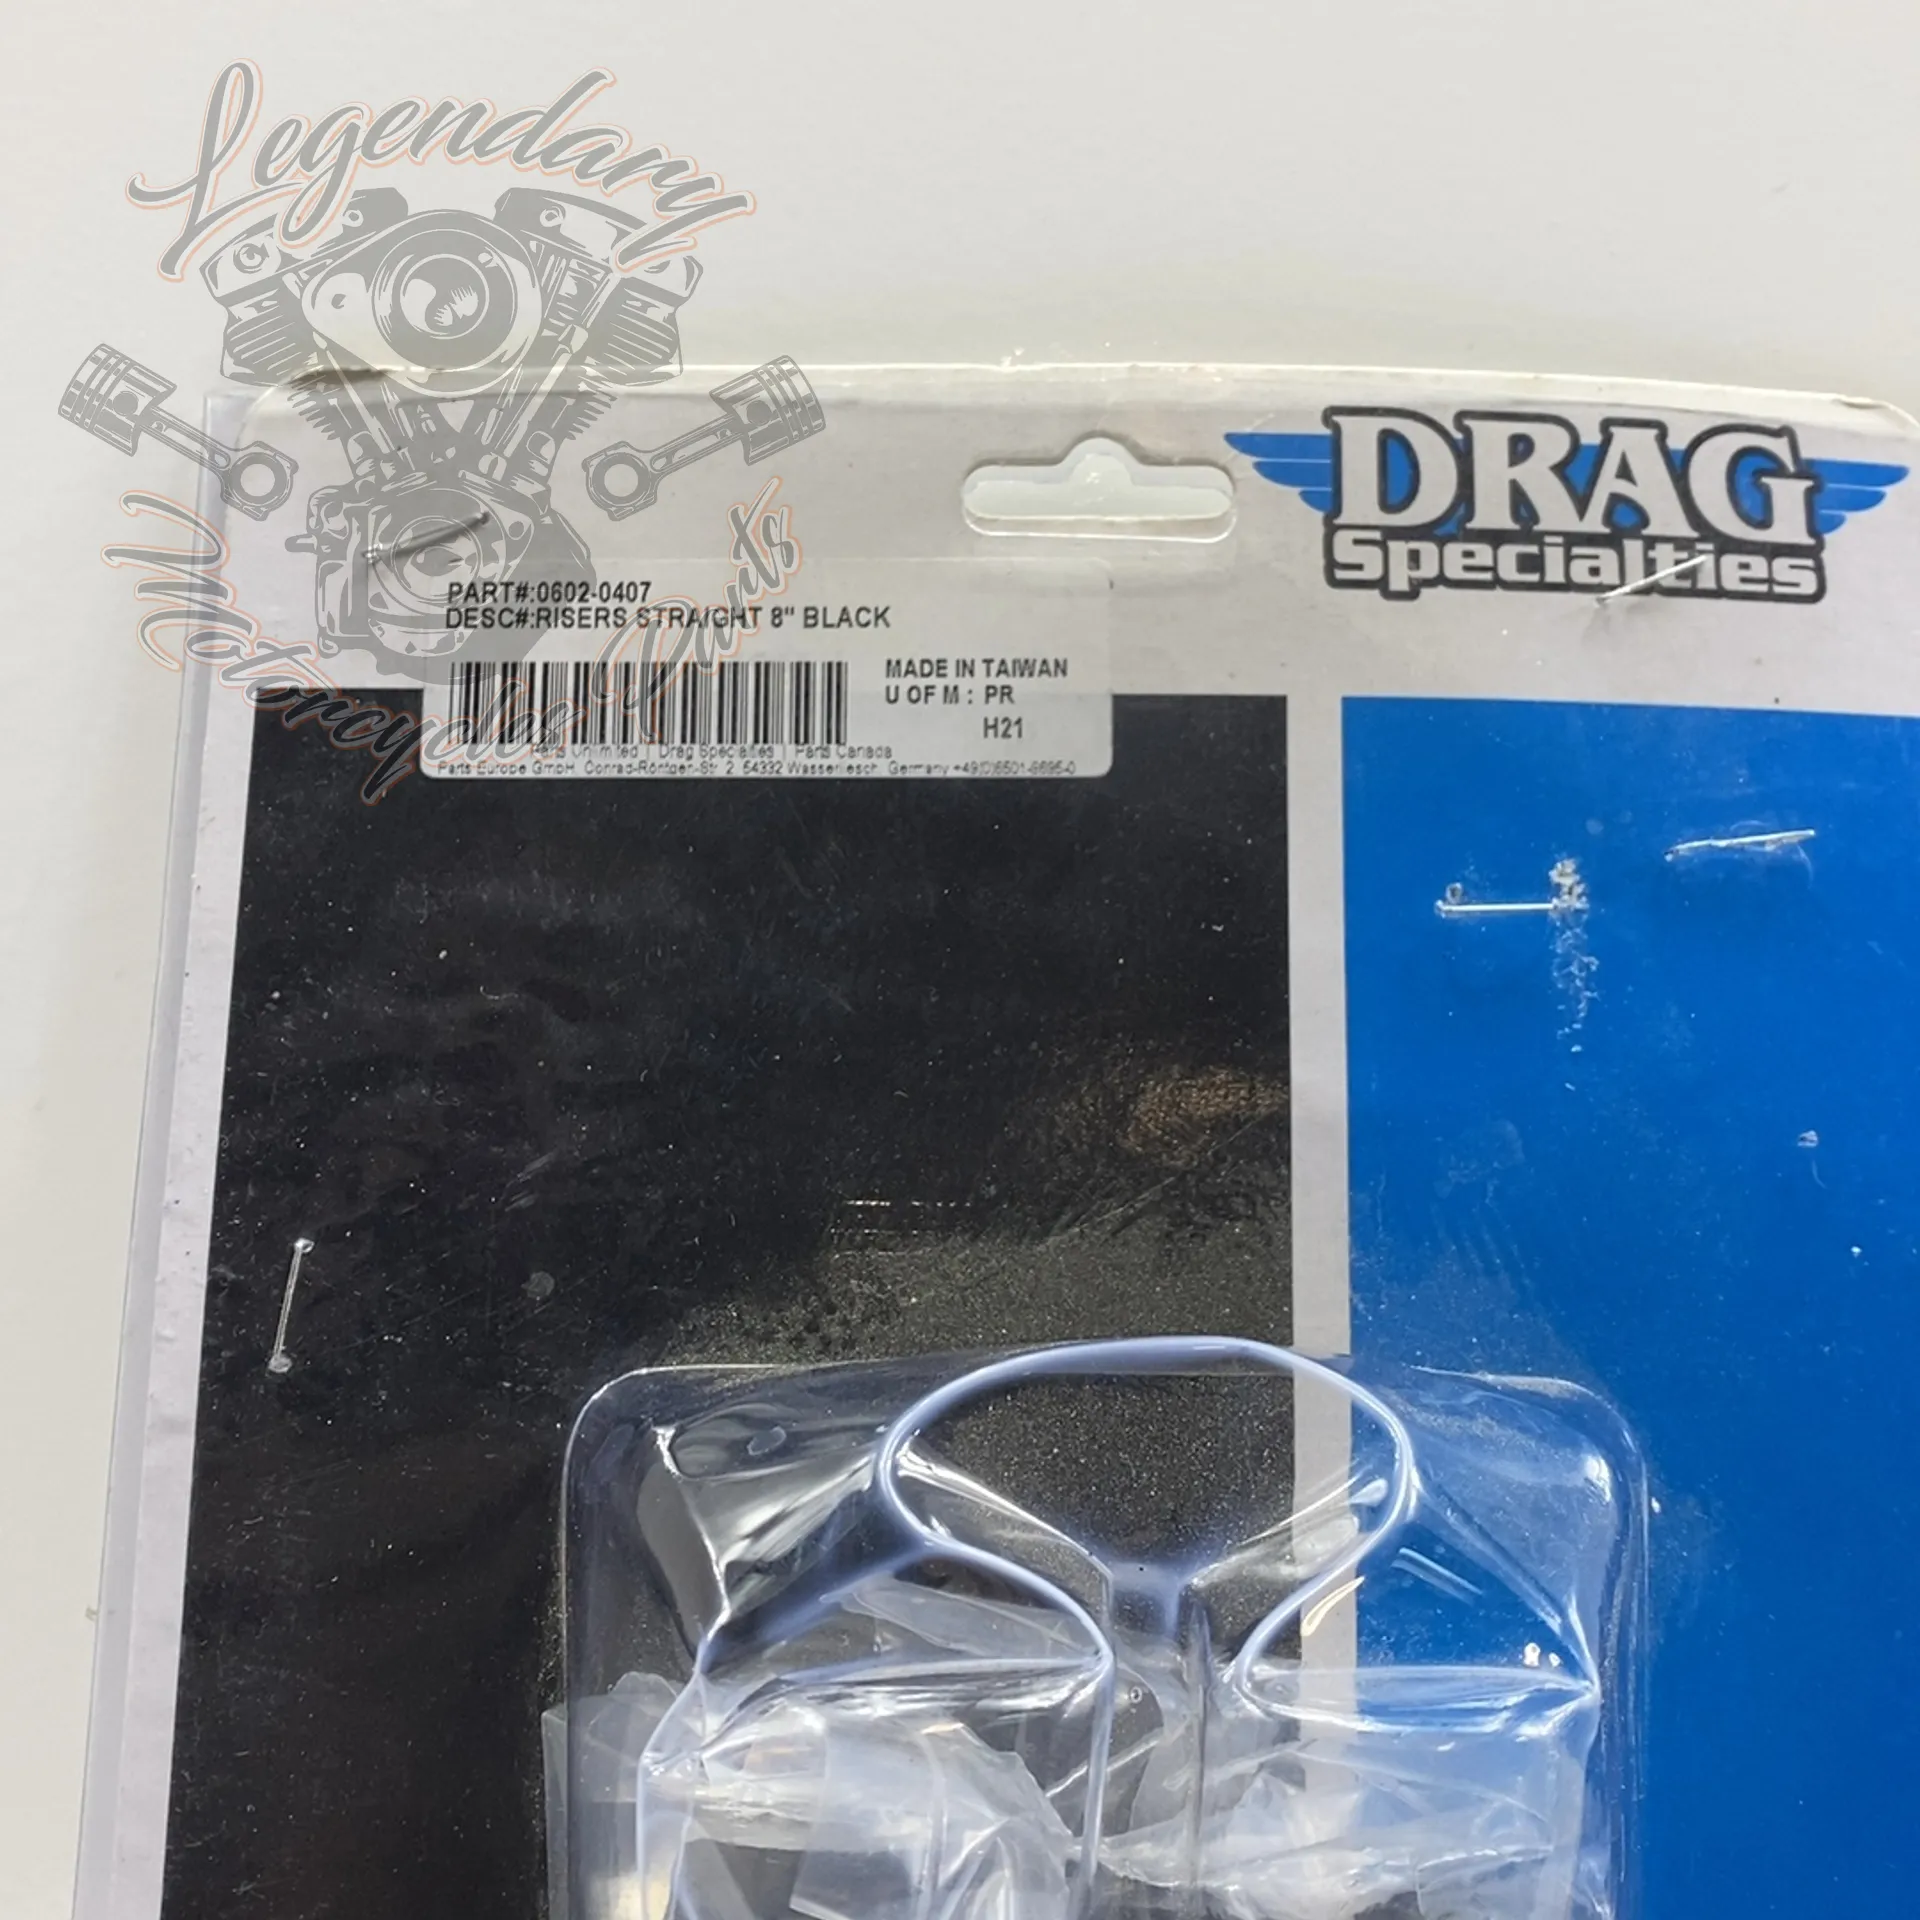 Legendary
Motorcycles Parts
DRAG
Specialties
PART#:0602-0407
DESC#:RISERS STRAIGHT 8" BLACK
MADE IN TAIWAN
U OF M : PR
H21
Parts Unlimited | Drag Specialties | Parts Canada
Parts Europe GmbH, Conrad-Röntgen-Str. 2, 54332 Wasserliesch, Germany +49(0)6501-9695-0